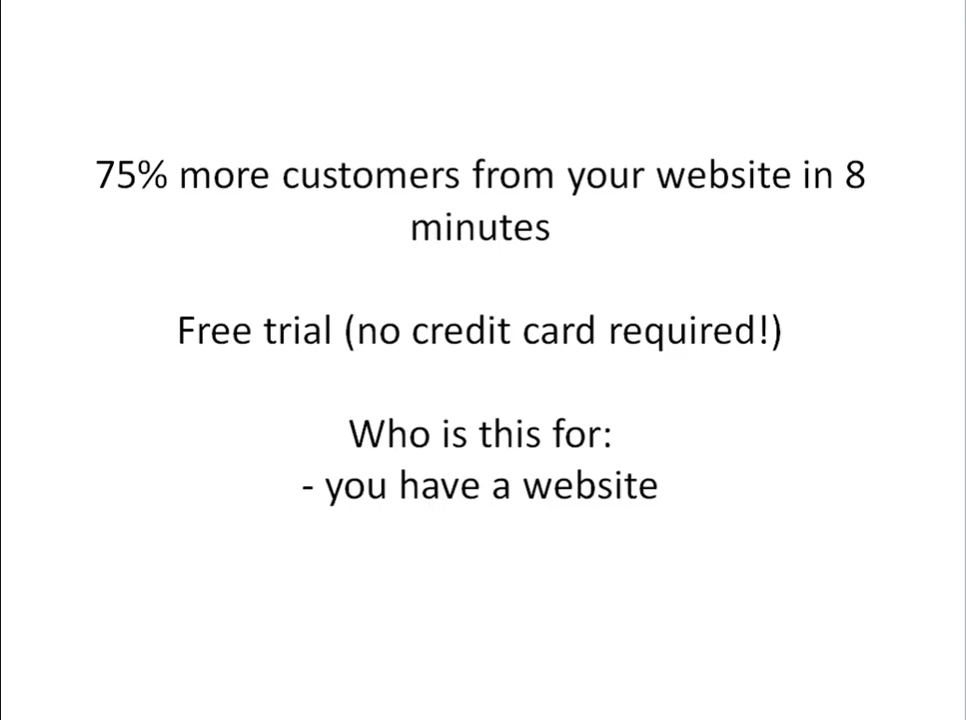 75% more customers from your website in 8
minutes
Free trial (no credit card required!)
Who is this for:
- you have a website